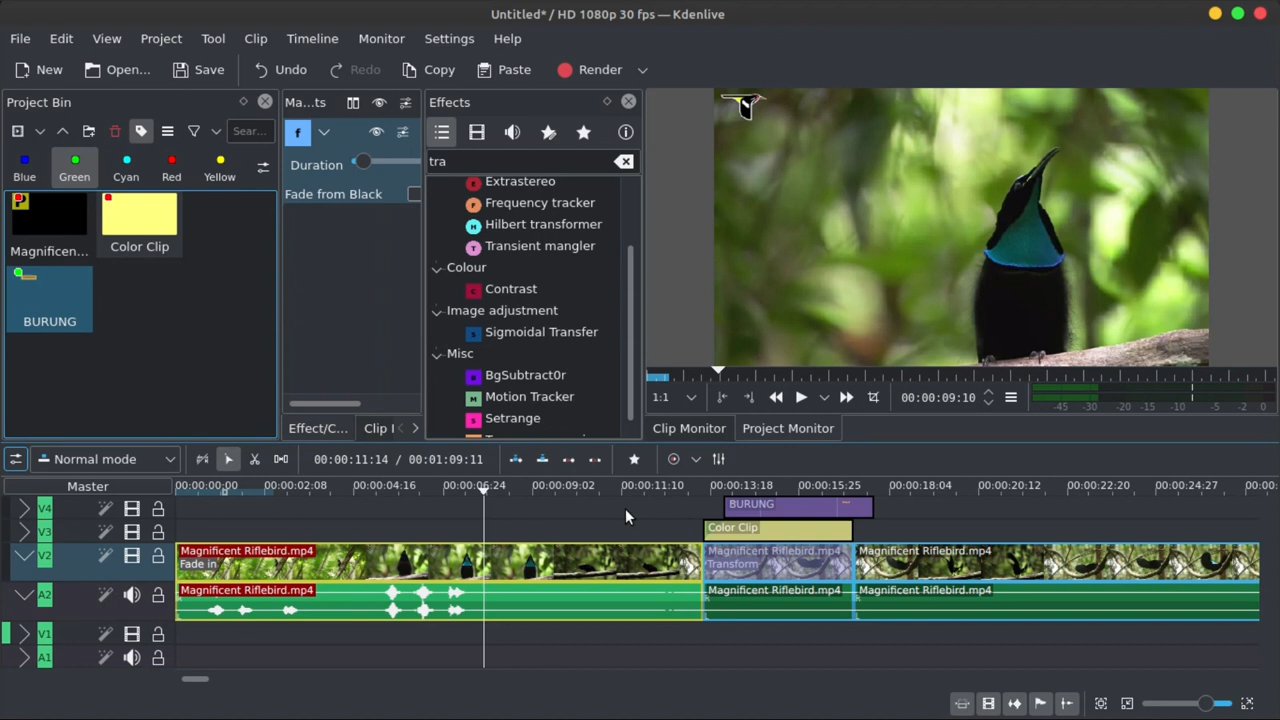 Untitled* / HD 1080p 30 fps — Kdenlive
File Edit View Project Tool Clip Timeline Monitor Settings Help
New Open... Save Undo Redo Copy Paste Render
Project Bin
Sear...
Blue Green Cyan Red Yellow
Magnificen...
Color Clip
BURUNG
Ma...ts
f
Duration
Fade from Black
Effect/C... Clip
Effects
tra
Extrastereo
Frequency tracker
Hilbert transformer
Transient mangler
Colour
Contrast
Image adjustment
Sigmoidal Transfer
Misc
BgSubtract0r
Motion Tracker
Setrange
1:1
00:00:09:10
-45 -30 -20 -15 -10 -5 -2 0
Clip Monitor Project Monitor
Normal mode
00:00:11:14 / 00:01:09:11
Master
00:00:00:00 00:00:02:08 00:00:04:16 00:00:06:24 00:00:09:02 00:00:11:10 00:00:13:18 00:00:15:25 00:00:18:04 00:00:20:12 00:00:22:20 00:00:24:27 00:00:
V4
BURUNG
V3
Color Clip
V2
Magnificent Riflebird.mp4
Fade in
Magnificent Riflebird.mp4
Transform
Magnificent Riflebird.mp4
A2
Magnificent Riflebird.mp4
Magnificent Riflebird.mp4
Magnificent Riflebird.mp4
V1
A1